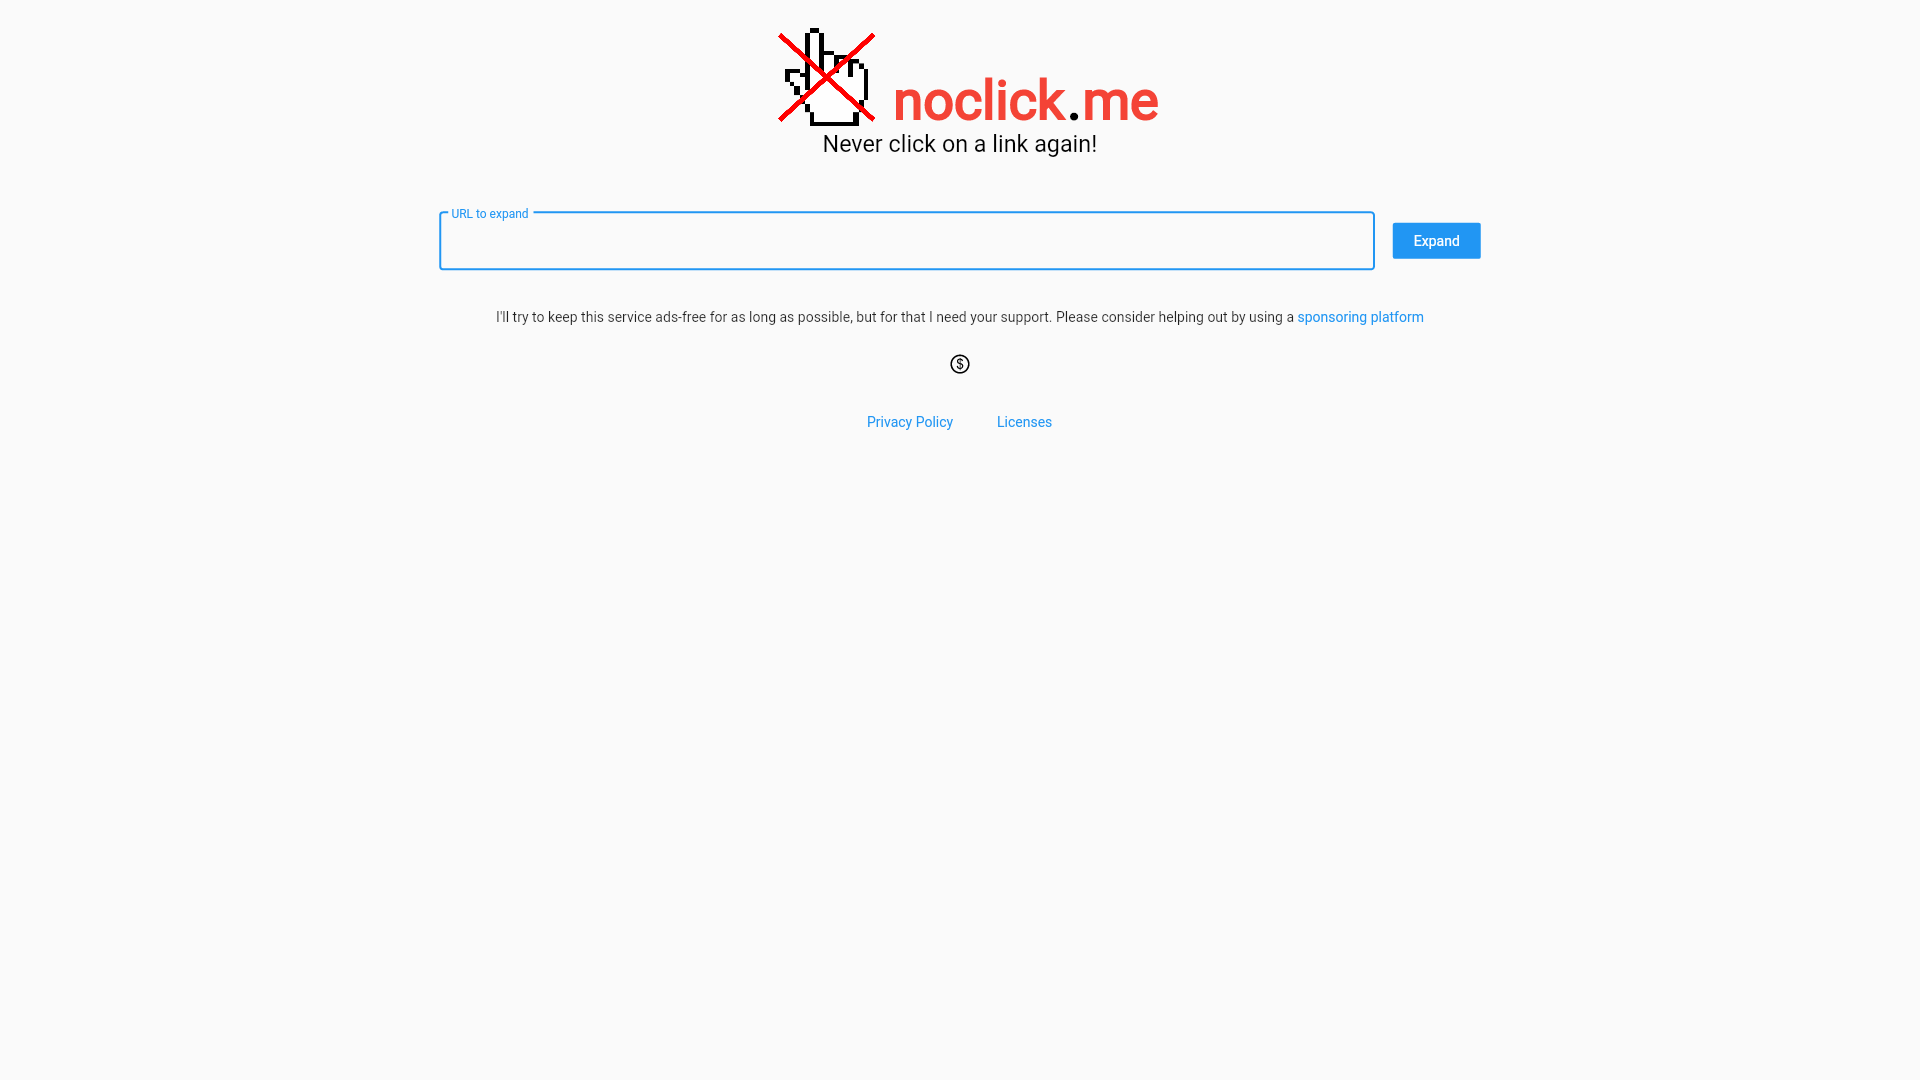 noclick.me
Never click on a link again!
URL to expand
Expand
I'll try to keep this service ads-free for as long as possible, but for that I need your support. Please consider helping out by using a sponsoring platform
$
Privacy Policy Licenses